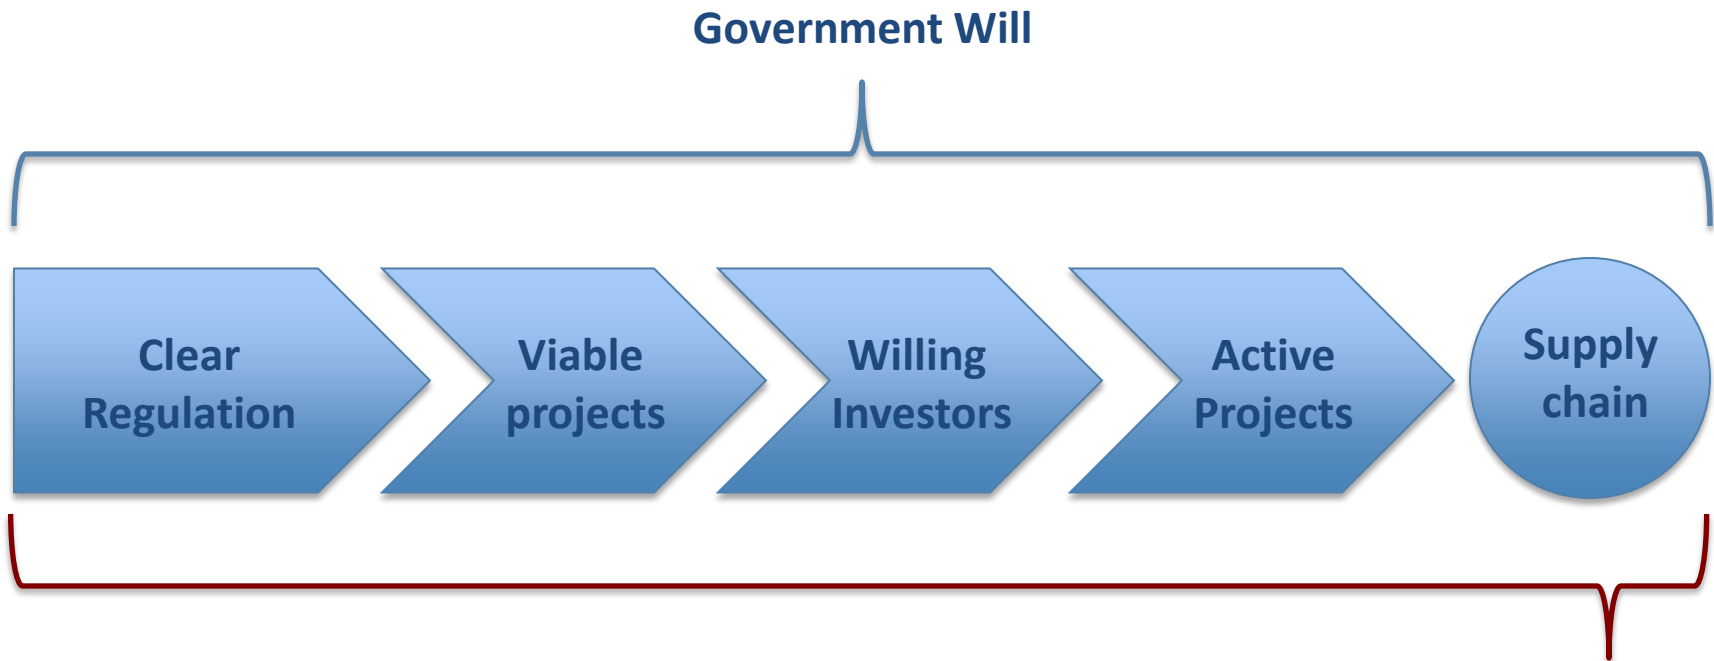 Government Will
Clear
Regulation
Viable
projects
Willing
Investors
Active
Projects
Supply
chain